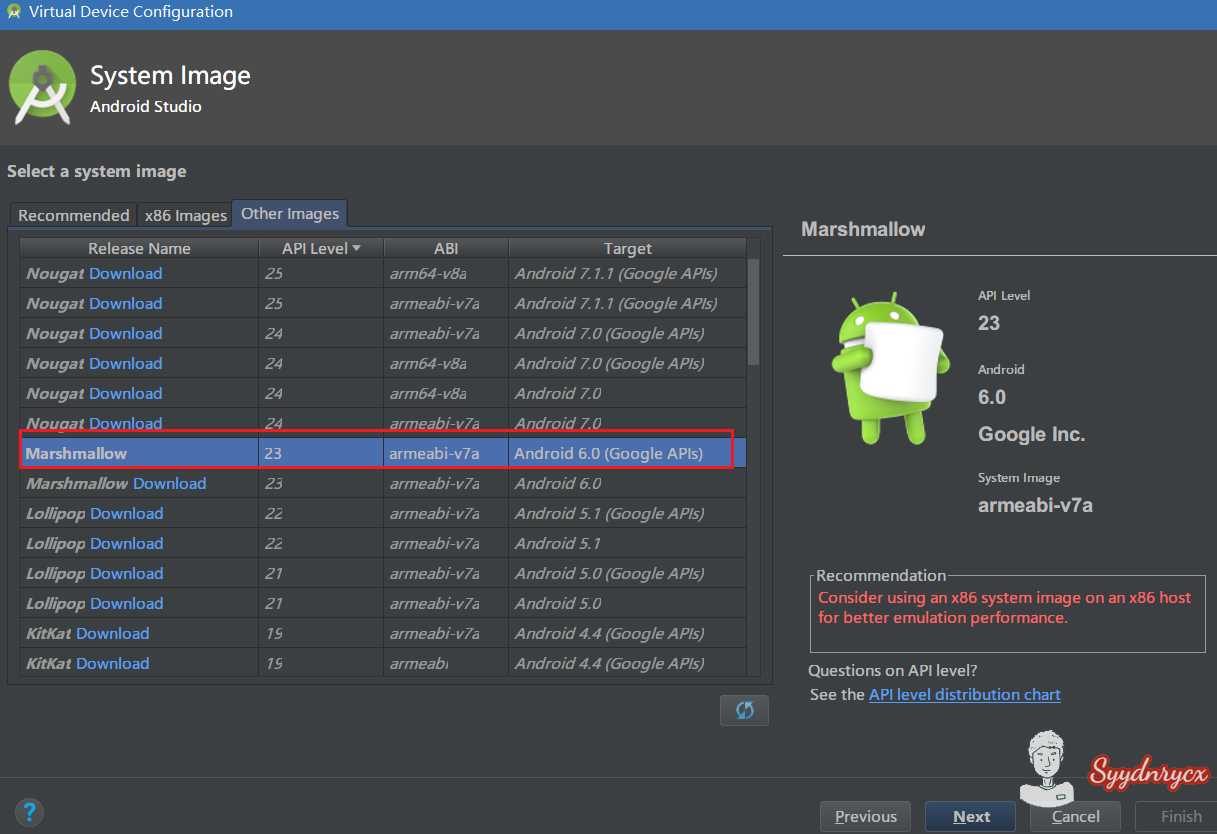 Virtual Device Configuration
System Image
Android Studio
Select a system image
Recommended x86 Images Other Images
Release Name API Level ABI Target
Nougat Download 25 arm64-v8a Android 7.1.1 (Google APIs)
Nougat Download 25 armeabi-v7a Android 7.1.1 (Google APIs)
Nougat Download 24 armeabi-v7a Android 7.0 (Google APIs)
Nougat Download 24 arm64-v8a Android 7.0 (Google APIs)
Nougat Download 24 arm64-v8a Android 7.0
Nougat Download 24 armeabi-v7a Android 7.0
Marshmallow 23 armeabi-v7a Android 6.0 (Google APIs)
Marshmallow Download 23 armeabi-v7a Android 6.0
Lollipop Download 22 armeabi-v7a Android 5.1 (Google APIs)
Lollipop Download 22 armeabi-v7a Android 5.1
Lollipop Download 21 armeabi-v7a Android 5.0 (Google APIs)
Lollipop Download 21 armeabi-v7a Android 5.0
KitKat Download 19 armeabi-v7a Android 4.4 (Google APIs)
KitKat Download 19 armeabi Android 4.4 (Google APIs)
Marshmallow
API Level
23
Android
6.0
Google Inc.
System Image
armeabi-v7a
Recommendation
Consider using an x86 system image on an x86 host
for better emulation performance.
Questions on API level?
See the API level distribution chart
Syydnrycx
?
Previous Next Cancel Finish